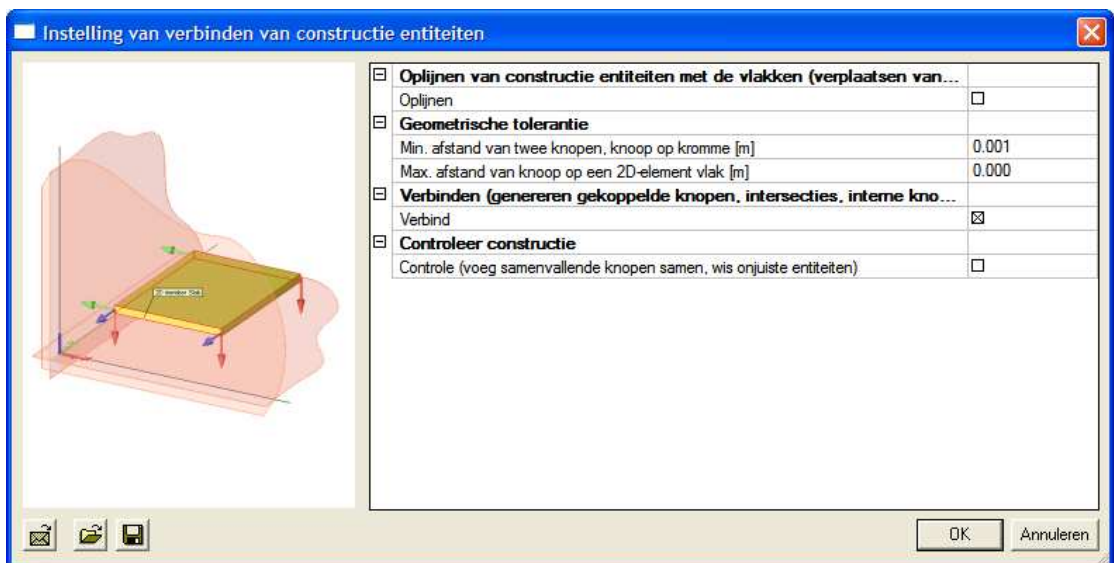 Instelling van verbinden van constructie entiteiten
Oplijnen van constructie entiteiten met de vlakken (verplaatsen van...
Oplijnen
Geometrische tolerantie
Min. afstand van twee knopen, knoop op kromme [m] 0.001
Max. afstand van knoop op een 2D-element vlak [m] 0.000
Verbinden (genereren gekoppelde knopen, intersecties, interne kno...
Verbind
Controleer constructie
Controle (voeg samenvallende knopen samen, wis onjuiste entiteiten)
OK Annuleren